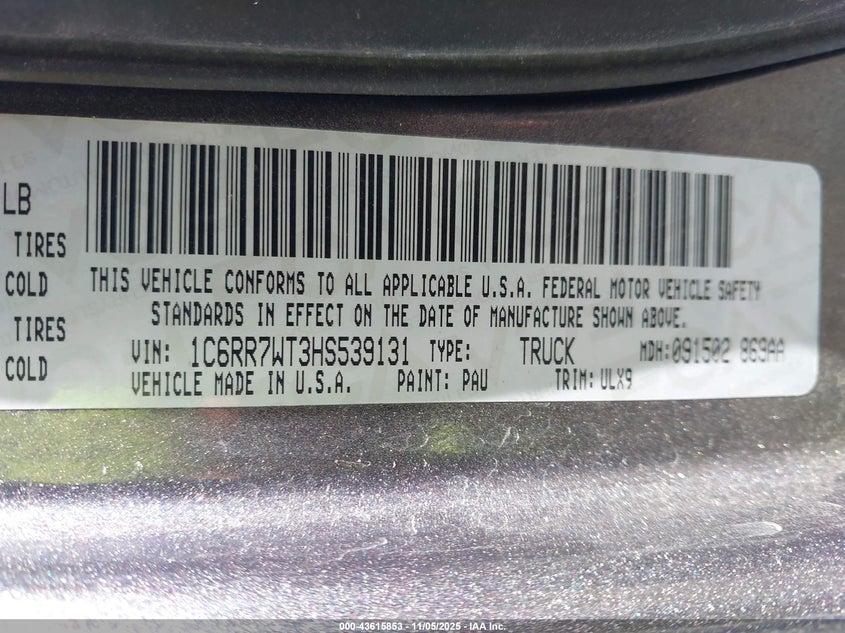 LB
TIRES
COLD
TIRES
COLD
THIS VEHICLE CONFORMS TO ALL APPLICABLE U.S.A. FEDERAL MOTOR VEHICLE SAFETY
STANDARDS IN EFFECT ON THE DATE OF MANUFACTURE SHOWN ABOVE.
VIN: 1C6RR7WT3HS539131 TYPE: TRUCK MDH:091502 869AA
VEHICLE MADE IN U.S.A. PAINT: PAU TRIM: ULX9
000-43615853 - 11/05/2025 - IAA Inc.